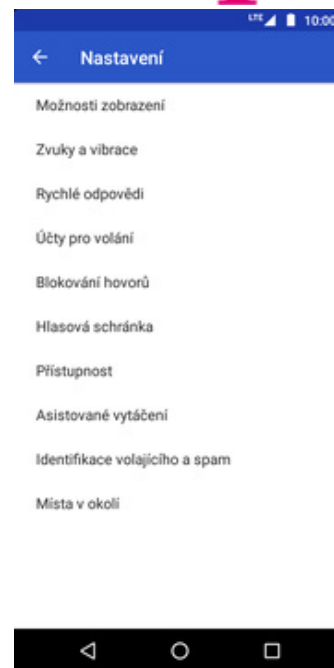 LTE 10:00
Nastavení
Možnosti zobrazení
Zvuky a vibrace
Rychlé odpovědi
Účty pro volání
Blokování hovorů
Hlasová schránka
Přístupnost
Asistované vytáčení
Identifikace volajícího a spam
Místa v okolí